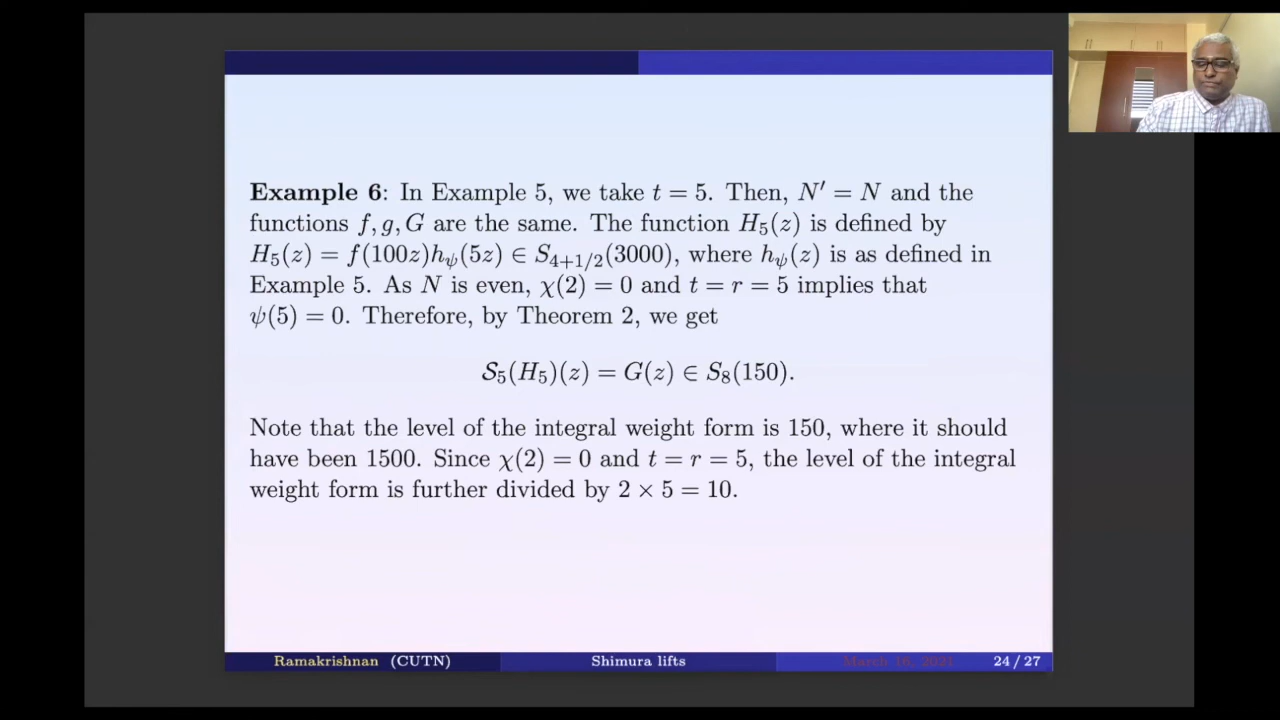 Example 6: In Example 5, we take t = 5. Then, N′ = N and the
functions f, g, G are the same. The function H₅(z) is defined by
H₅(z) = f(100z)h_ψ(5z) ∈ S₄₊₁/₂(3000), where h_ψ(z) is as defined in
Example 5. As N is even, χ(2) = 0 and t = r = 5 implies that
ψ(5) = 0. Therefore, by Theorem 2, we get
𝒮₅(H₅)(z) = G(z) ∈ S₈(150).
Note that the level of the integral weight form is 150, where it should
have been 1500. Since χ(2) = 0 and t = r = 5, the level of the integral
weight form is further divided by 2 × 5 = 10.
Ramakrishnan (CUTN) Shimura lifts March 16, 2021 24 / 27